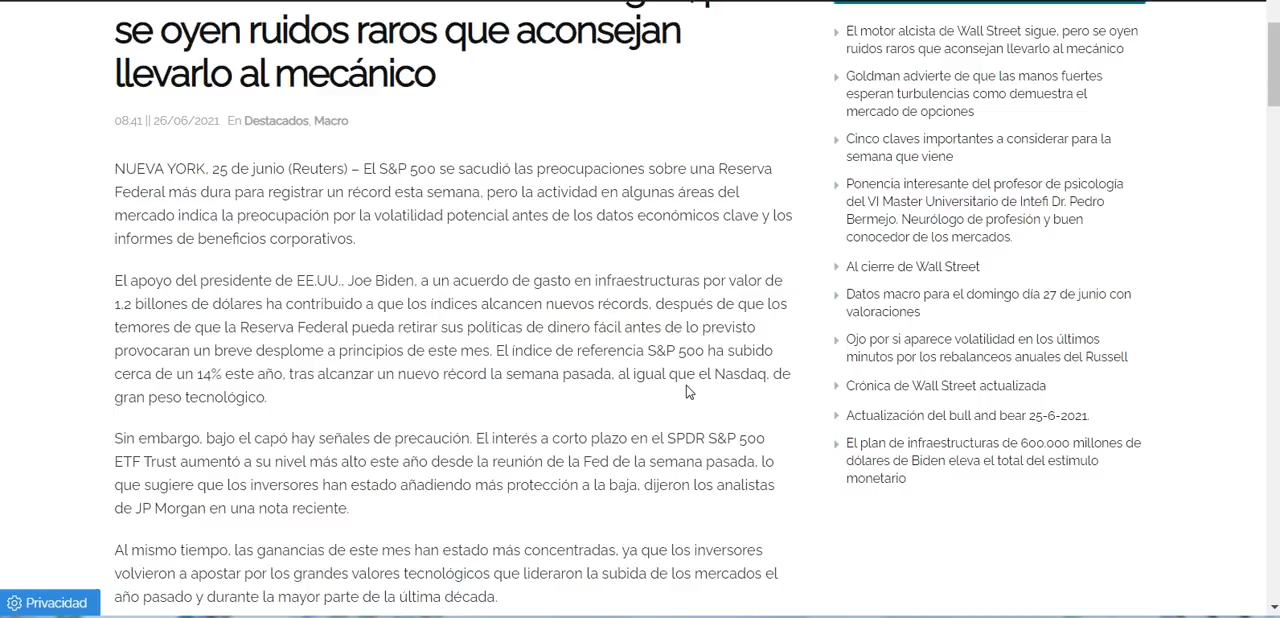 se oyen ruidos raros que aconsejan
llevarlo al mecánico
08:41 || 26/06/2021 En Destacados, Macro
NUEVA YORK, 25 de junio (Reuters) – El S&P 500 se sacudió las preocupaciones sobre una Reserva
Federal más dura para registrar un récord esta semana, pero la actividad en algunas áreas del
mercado indica la preocupación por la volatilidad potencial antes de los datos económicos clave y los
informes de beneficios corporativos.
El apoyo del presidente de EE.UU., Joe Biden, a un acuerdo de gasto en infraestructuras por valor de
1,2 billones de dólares ha contribuido a que los índices alcancen nuevos récords, después de que los
temores de que la Reserva Federal pueda retirar sus políticas de dinero fácil antes de lo previsto
provocaran un breve desplome a principios de este mes. El índice de referencia S&P 500 ha subido
cerca de un 14% este año, tras alcanzar un nuevo récord la semana pasada, al igual que el Nasdaq, de
gran peso tecnológico.
Sin embargo, bajo el capó hay señales de precaución. El interés a corto plazo en el SPDR S&P 500
ETF Trust aumentó a su nivel más alto este año desde la reunión de la Fed de la semana pasada, lo
que sugiere que los inversores han estado añadiendo más protección a la baja, dijeron los analistas
de JP Morgan en una nota reciente.
Al mismo tiempo, las ganancias de este mes han estado más concentradas, ya que los inversores
volvieron a apostar por los grandes valores tecnológicos que lideraron la subida de los mercados el
año pasado y durante la mayor parte de la última década.
Privacidad
El motor alcista de Wall Street sigue, pero se oyen
ruidos raros que aconsejan llevarlo al mecánico
Goldman advierte de que las manos fuertes
esperan turbulencias como demuestra el
mercado de opciones
Cinco claves importantes a considerar para la
semana que viene
Ponencia interesante del profesor de psicología
del VI Master Universitario de Intefi Dr. Pedro
Bermejo. Neurólogo de profesión y buen
conocedor de los mercados.
Al cierre de Wall Street
Datos macro para el domingo día 27 de junio con
valoraciones
Ojo por si aparece volatilidad en los últimos
minutos por los rebalanceos anuales del Russell
Crónica de Wall Street actualizada
Actualización del bull and bear 25-6-2021.
El plan de infraestructuras de 600.000 millones de
dólares de Biden eleva el total del estímulo
monetario